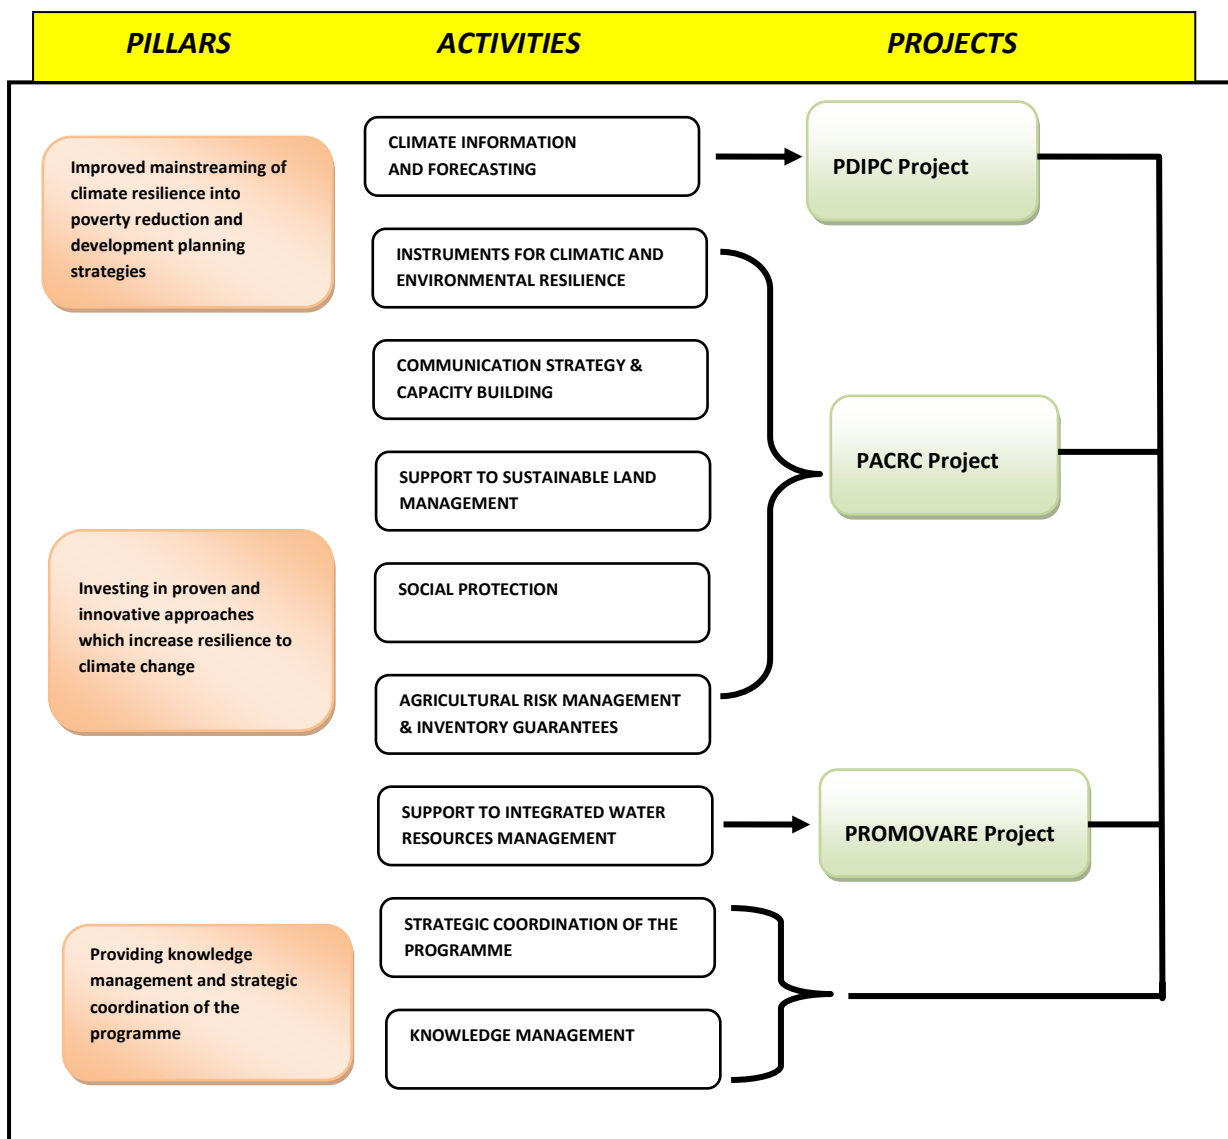 PILLARS
ACTIVITIES
PROJECTS
Improved mainstreaming of
climate resilience into
poverty reduction and
development planning
strategies
Investing in proven and
innovative approaches
which increase resilience to
climate change
Providing knowledge
management and strategic
coordination of the
programme
CLIMATE INFORMATION
AND FORECASTING
INSTRUMENTS FOR CLIMATIC AND
ENVIRONMENTAL RESILIENCE
COMMUNICATION STRATEGY &
CAPACITY BUILDING
SUPPORT TO SUSTAINABLE LAND
MANAGEMENT
SOCIAL PROTECTION
AGRICULTURAL RISK MANAGEMENT
& INVENTORY GUARANTEES
SUPPORT TO INTEGRATED WATER
RESOURCES MANAGEMENT
STRATEGIC COORDINATION OF THE
PROGRAMME
KNOWLEDGE MANAGEMENT
PDIPC Project
PACRC Project
PROMOVARE Project